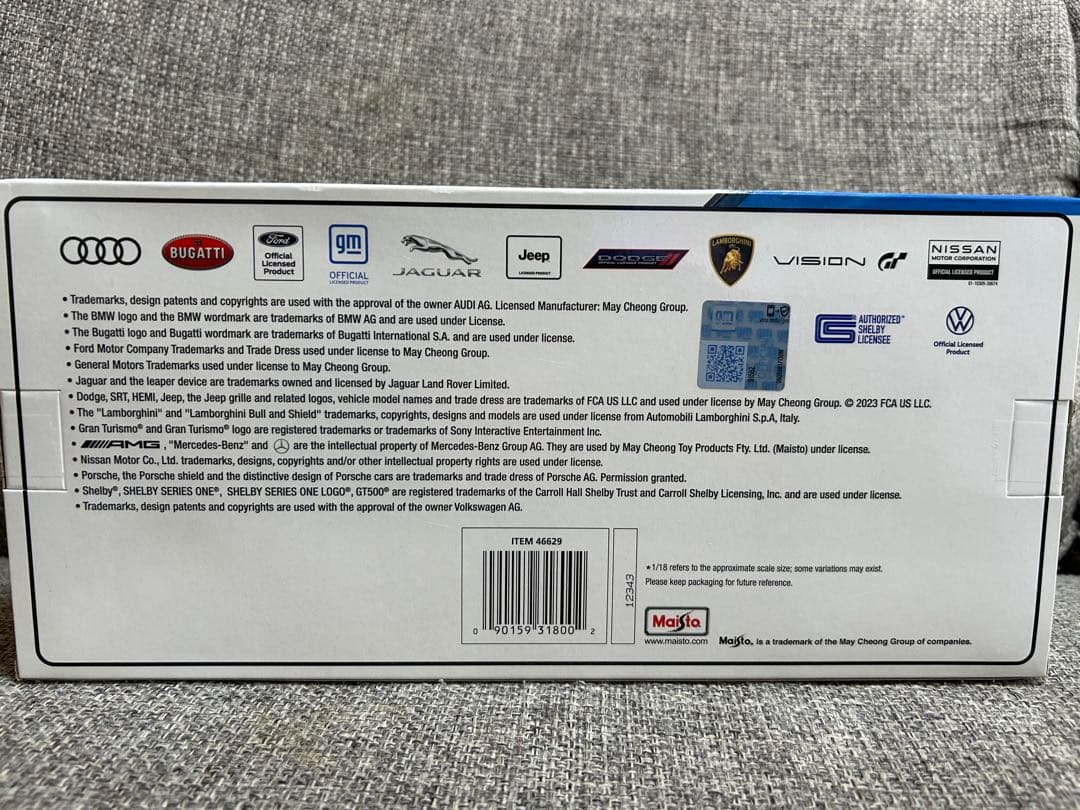 BUGATTI
Ford
Official
Licensed
Product
gm
OFFICIAL
LICENSED PRODUCT
JAGUAR
Jeep
LICENSED PRODUCT
DODGE
OFFICIAL LICENSED PRODUCT
LAMBORGHINI
VISION GT
NISSAN
MOTOR CORPORATION
OFFICIAL LICENSED PRODUCT
gm
AUTHORIZED
SHELBY
LICENSEE
Official Licensed
Product
• Trademarks, design patents and copyrights are used with the approval of the owner AUDI AG. Licensed Manufacturer: May Cheong Group.
• The BMW logo and the BMW wordmark are trademarks of BMW AG and are used under License.
• The Bugatti logo and Bugatti wordmark are trademarks of Bugatti International S.A. and are used under license.
• Ford Motor Company Trademarks and Trade Dress used under license to May Cheong Group.
• General Motors Trademarks used under license to May Cheong Group.
• Jaguar and the leaper device are trademarks owned and licensed by Jaguar Land Rover Limited.
• Dodge, SRT, HEMI, Jeep, the Jeep grille and related logos, vehicle model names and trade dress are trademarks of FCA US LLC and used under license by May Cheong Group. © 2023 FCA US LLC.
• The "Lamborghini" and "Lamborghini Bull and Shield" trademarks, copyrights, designs and models are used under license from Automobili Lamborghini S.p.A, Italy.
• Gran Turismo® and Gran Turismo® logo are registered trademarks or trademarks of Sony Interactive Entertainment Inc.
• AMG, "Mercedes-Benz" and are the intellectual property of Mercedes-Benz Group AG. They are used by May Cheong Toy Products Fty. Ltd. (Maisto) under license.
• Nissan Motor Co., Ltd. trademarks, designs, copyrights and/or other intellectual property rights are used under license.
• Porsche, the Porsche shield and the distinctive design of Porsche cars are trademarks and trade dress of Porsche AG. Permission granted.
• Shelby®, SHELBY SERIES ONE®, SHELBY SERIES ONE LOGO®, GT500® are registered trademarks of the Carroll Hall Shelby Trust and Carroll Shelby Licensing, Inc. and are used under license.
• Trademarks, design patents and copyrights are used with the approval of the owner Volkswagen AG.
ITEM 46629
0 90159 31800 2
12343
*1/18 refers to the approximate scale size; some variations may exist.
Please keep packaging for future reference.
Maisto
www.maisto.com
Maisto, is a trademark of the May Cheong Group of companies.